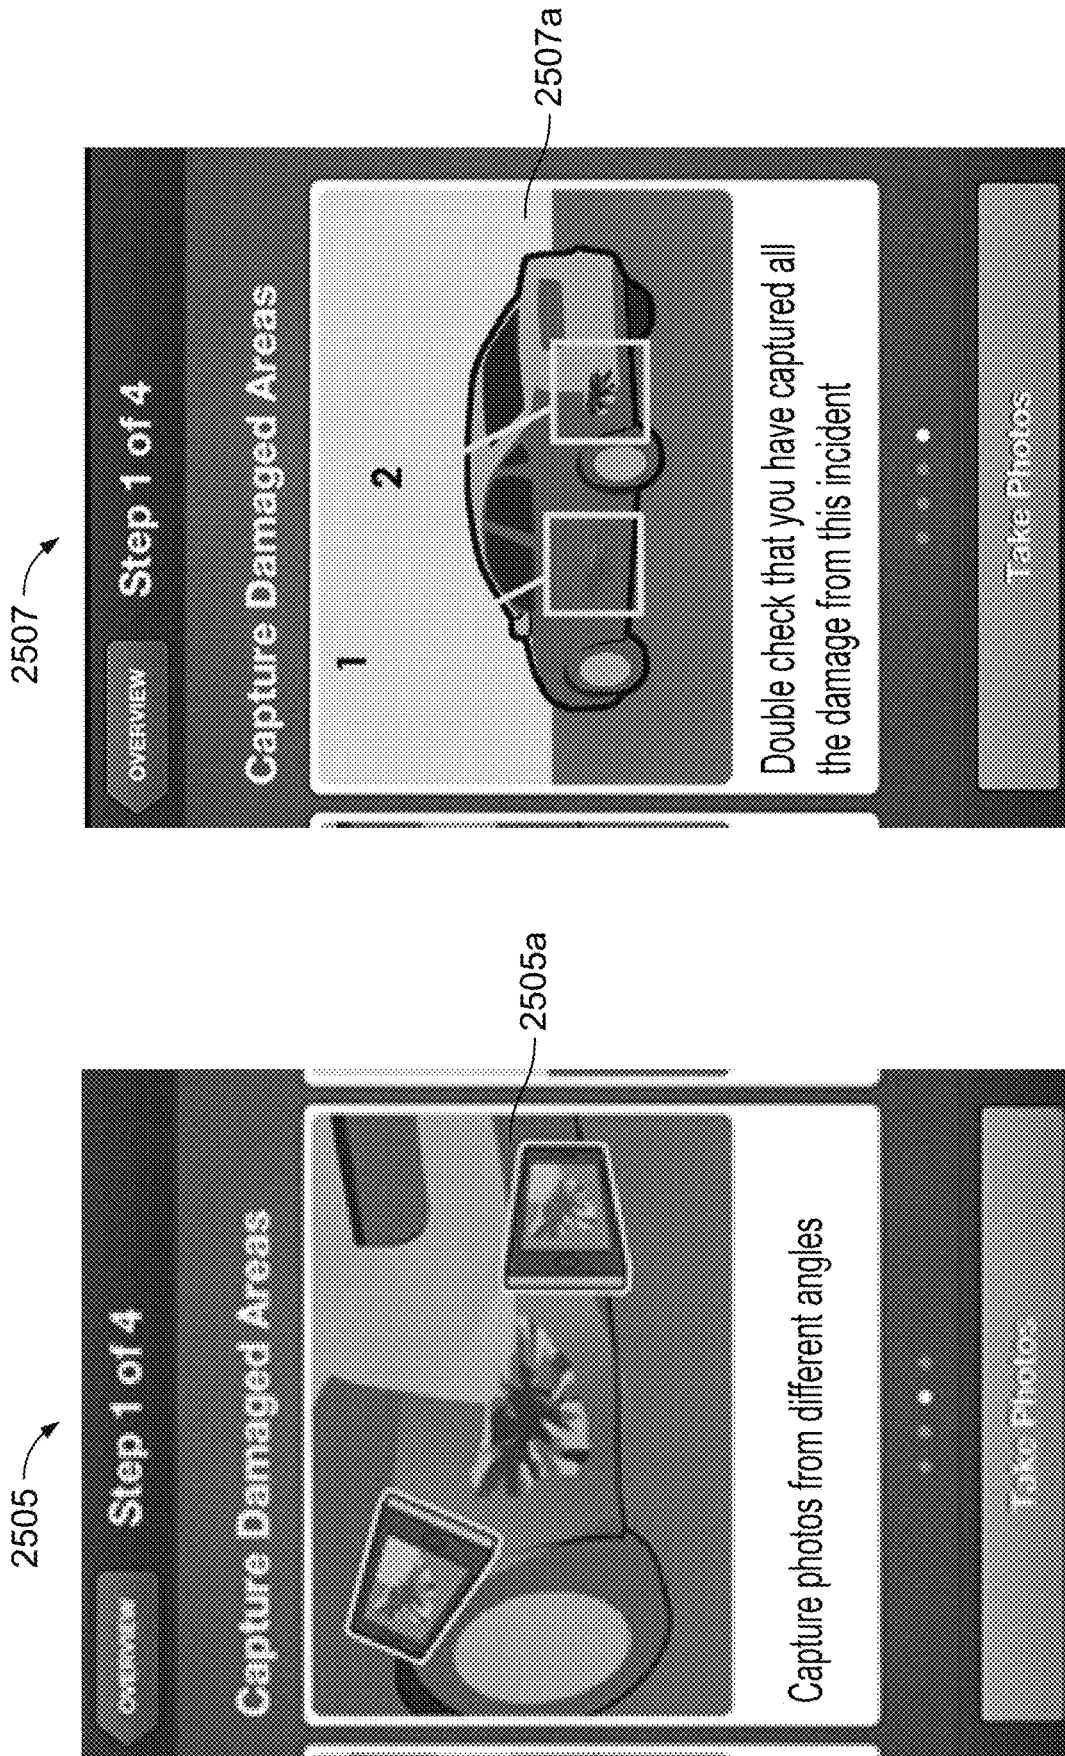 2505
OVERVIEW
Step 1 of 4
Capture Damaged Areas
2505a
Capture photos from different angles
Take Photos
2507
OVERVIEW
Step 1 of 4
Capture Damaged Areas
1
2
2507a
Double check that you have captured all
the damage from this incident
Take Photos